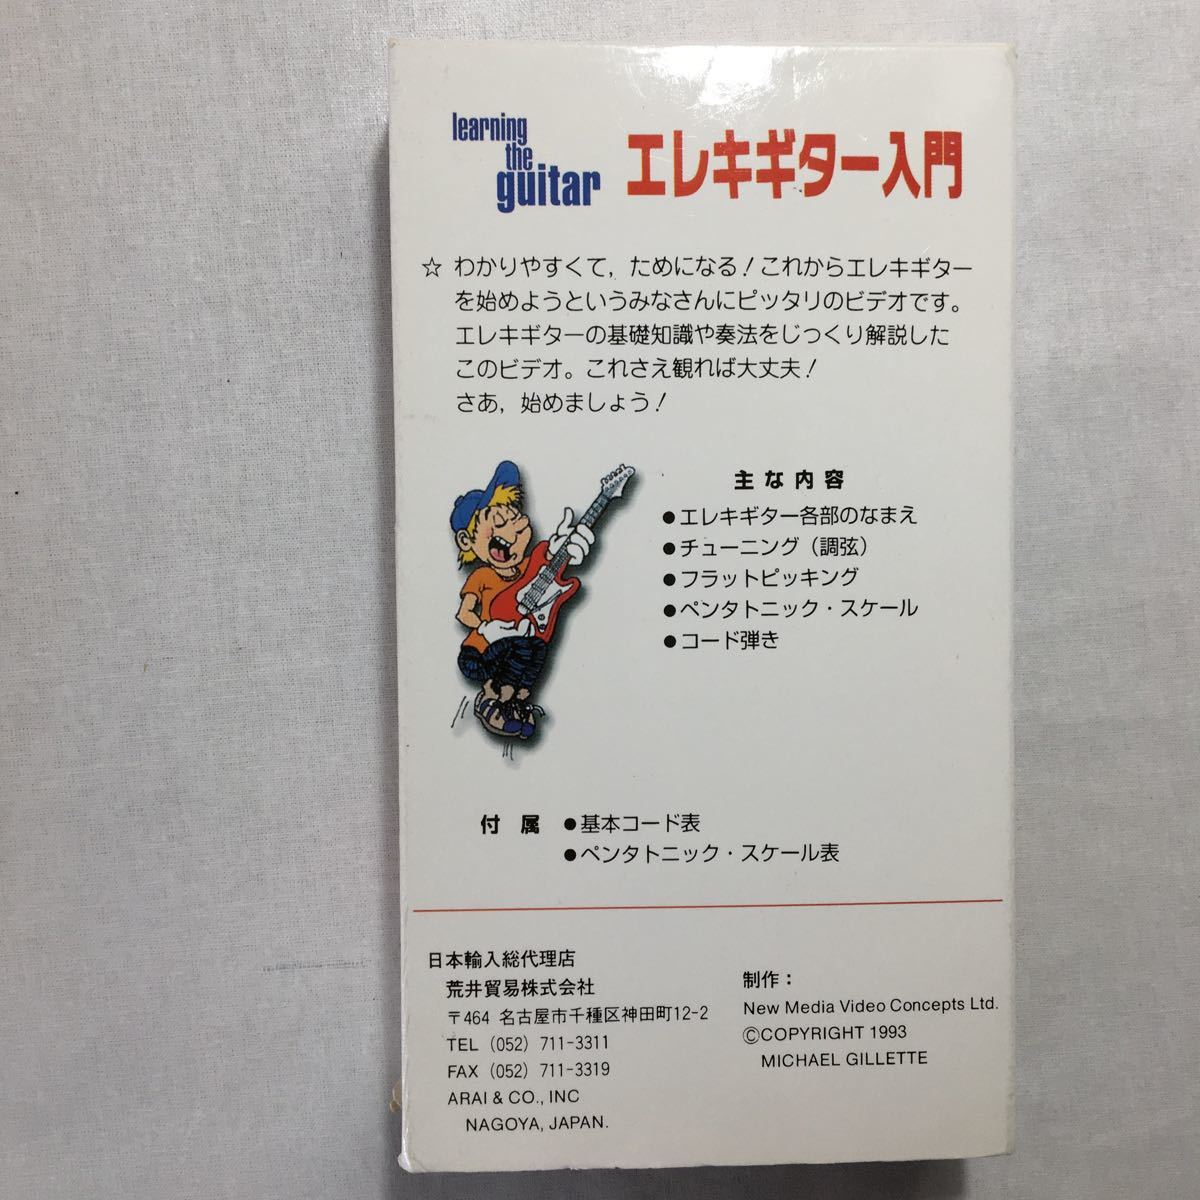 learning
the
guitar
エレキギター入門
☆ わかりやすくて，ためになる！これからエレキギター
を始めようというみなさんにピッタリのビデオです。
エレキギターの基礎知識や奏法をじっくり解説した
このビデオ。これさえ観れば大丈夫！
さあ，始めましょう！
主な内容
●エレキギター各部のなまえ
●チューニング（調弦）
●フラットピッキング
●ペンタトニック・スケール
●コード弾き
付属 ●基本コード表
●ペンタトニック・スケール表
日本輸入総代理店
荒井貿易株式会社
〒464 名古屋市千種区神田町12-2
TEL (052) 711-3311
FAX (052) 711-3319
ARAI & CO., INC
NAGOYA, JAPAN.
制作：
New Media Video Concepts Ltd.
©COPYRIGHT 1993
MICHAEL GILLETTE